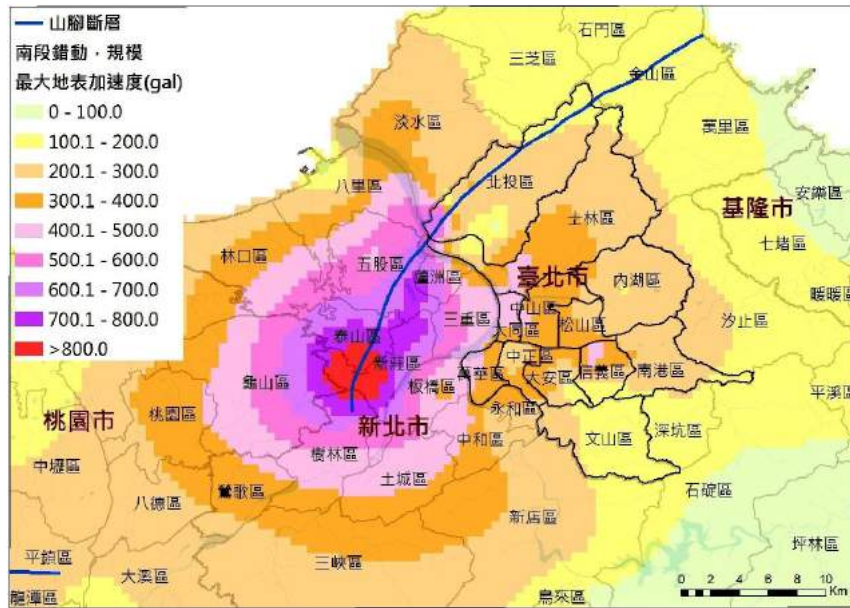 山腳斷層
南段錯動，規模
最大地表加速度(gal)
0 - 100.0
100.1 - 200.0
200.1 - 300.0
300.1 - 400.0
400.1 - 500.0
500.1 - 600.0
600.1 - 700.0
700.1 - 800.0
>800.0
石門區
三芝區
金山區
淡水區
萬里區
八里區
北投區
安樂區
士林區
基隆市
林口區
七堵區
五股區
蘆洲區
臺北市
內湖區
暖暖區
中山區
三重區
汐止區
大同區
松山區
泰山區
新莊區
中正區
龜山區
萬華區
大安區
信義區
南港區
板橋區
平溪區
桃園市
桃園區
新北市
永和區
中和區
文山區
深坑區
中壢區
樹林區
土城區
石碇區
八德區
鶯歌區
新店區
坪林區
平鎮區
三峽區
大溪區
龍潭區
烏來區
0 2 4 6 8 10
Km